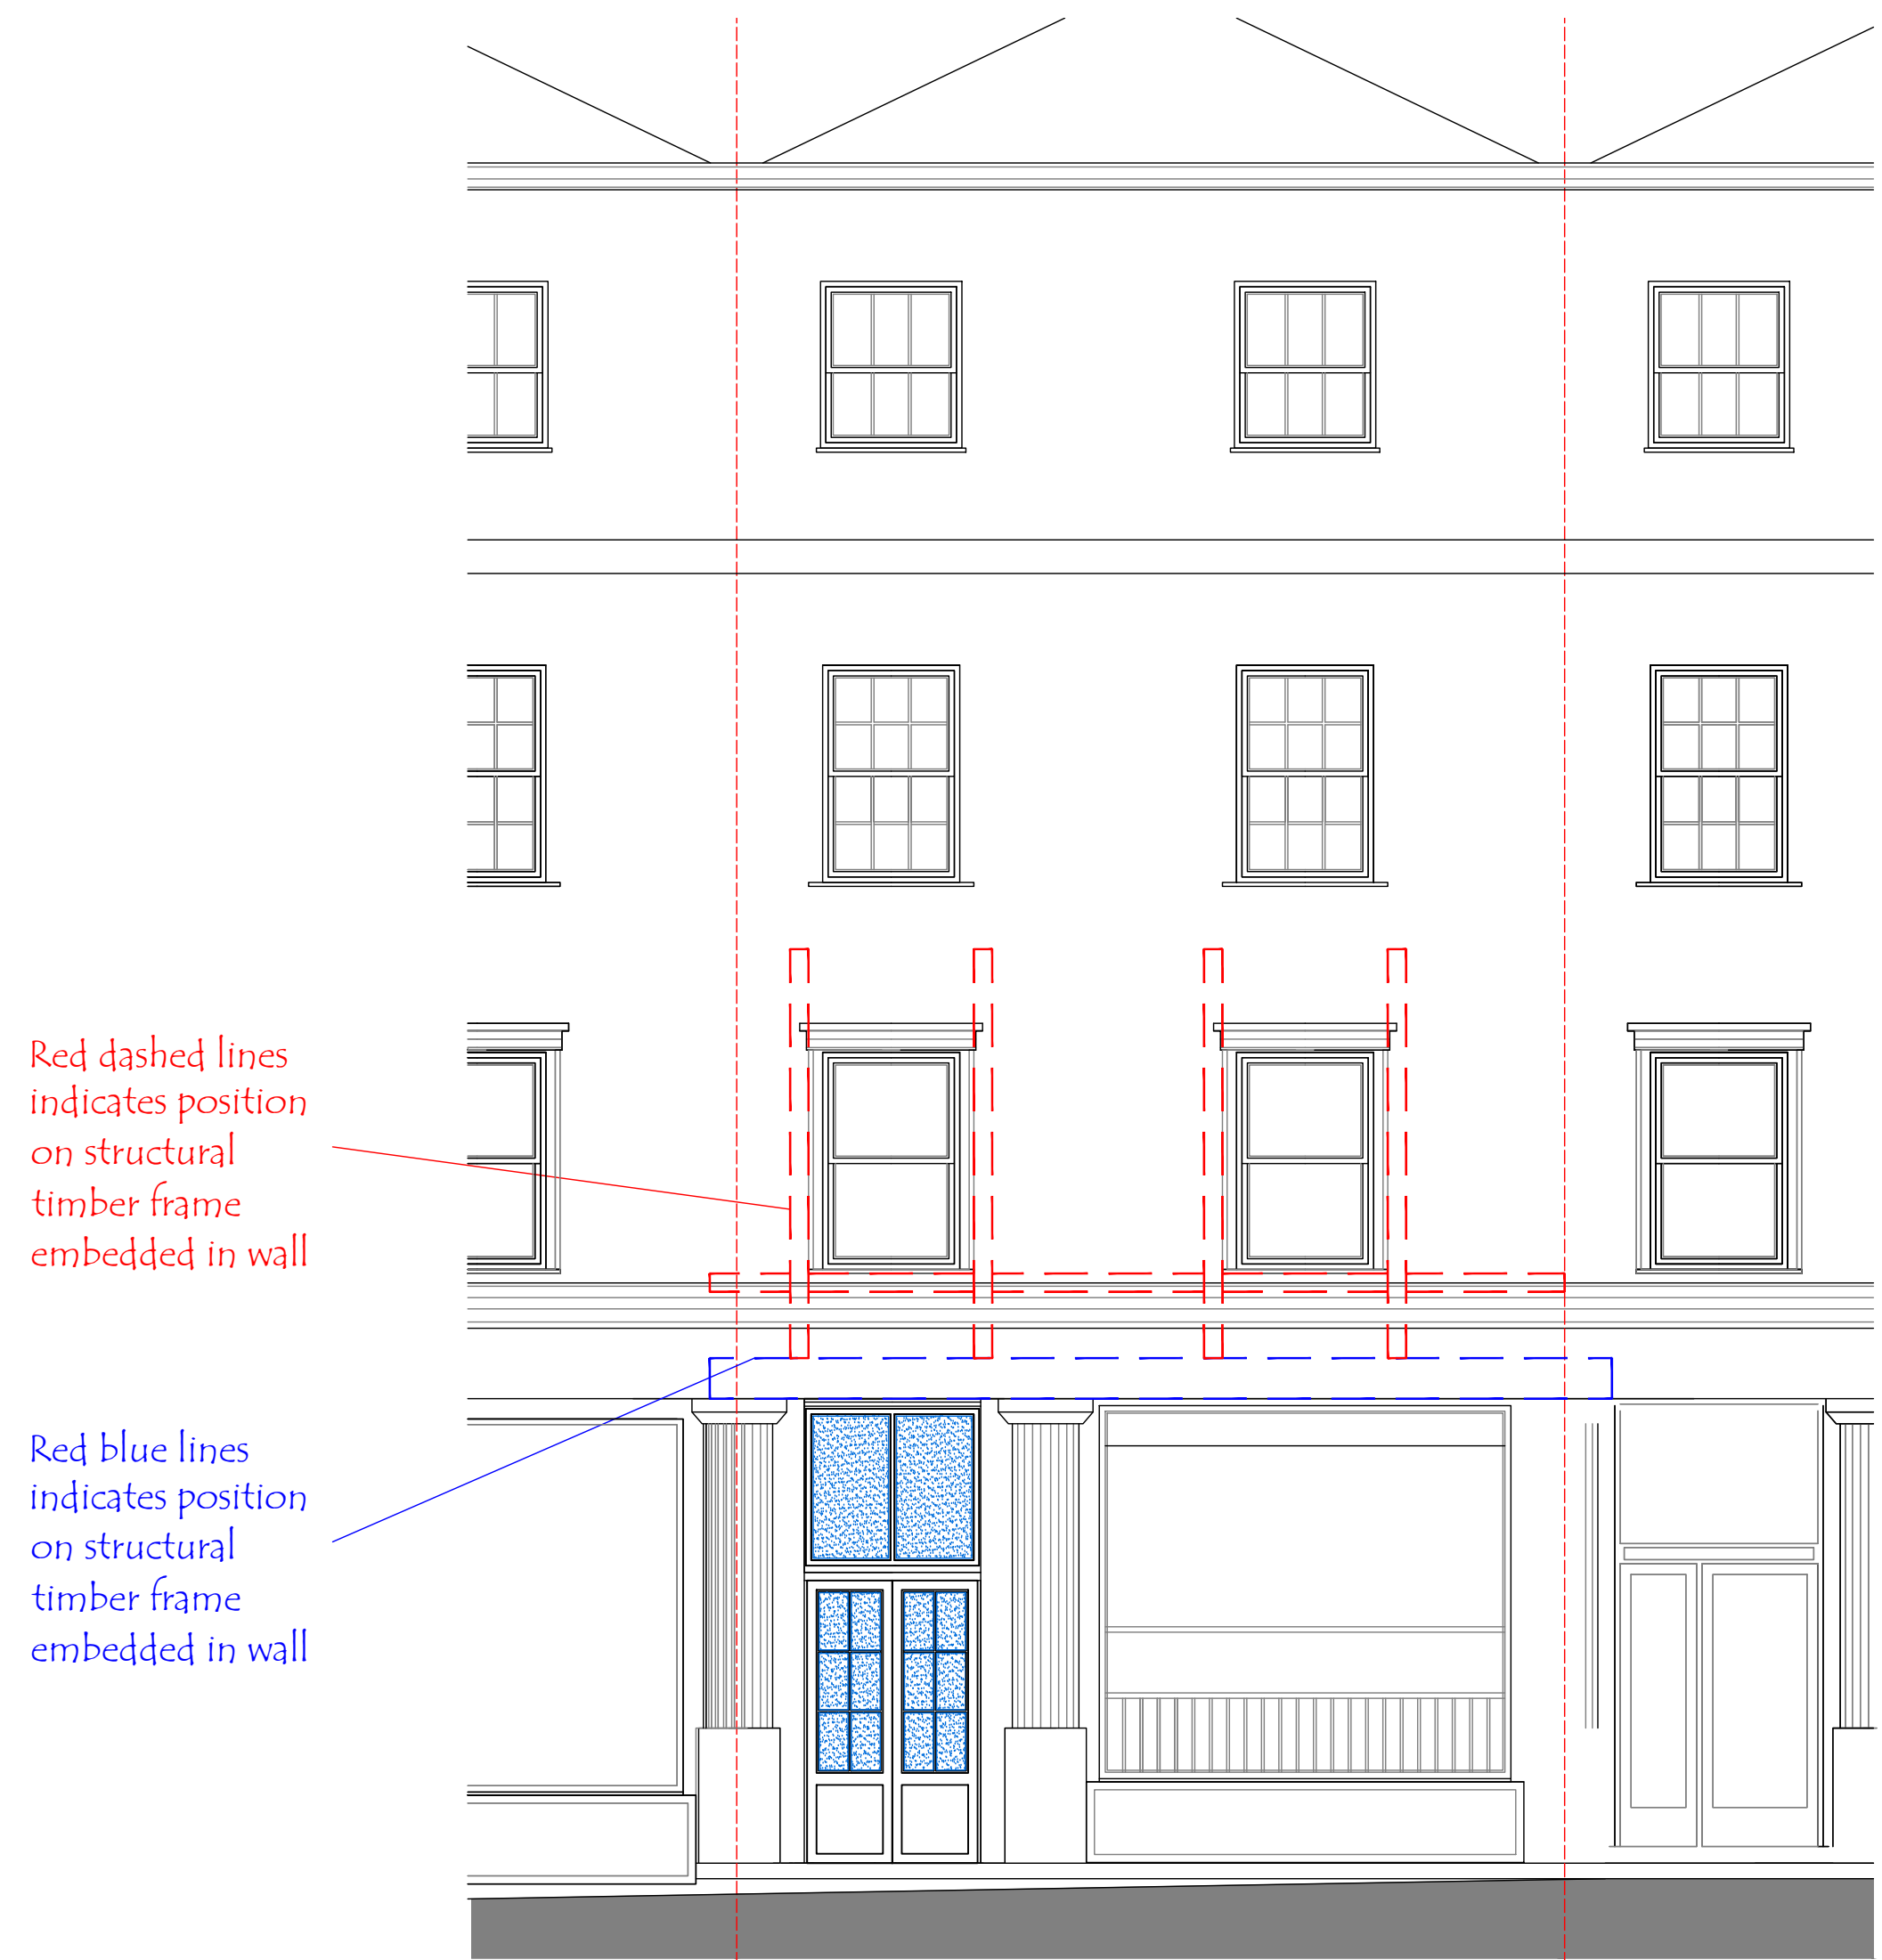 Red dashed lines
indicates position
on structural
timber frame
embedded in wall
Red blue lines
indicates position
on structural
timber frame
embedded in wall